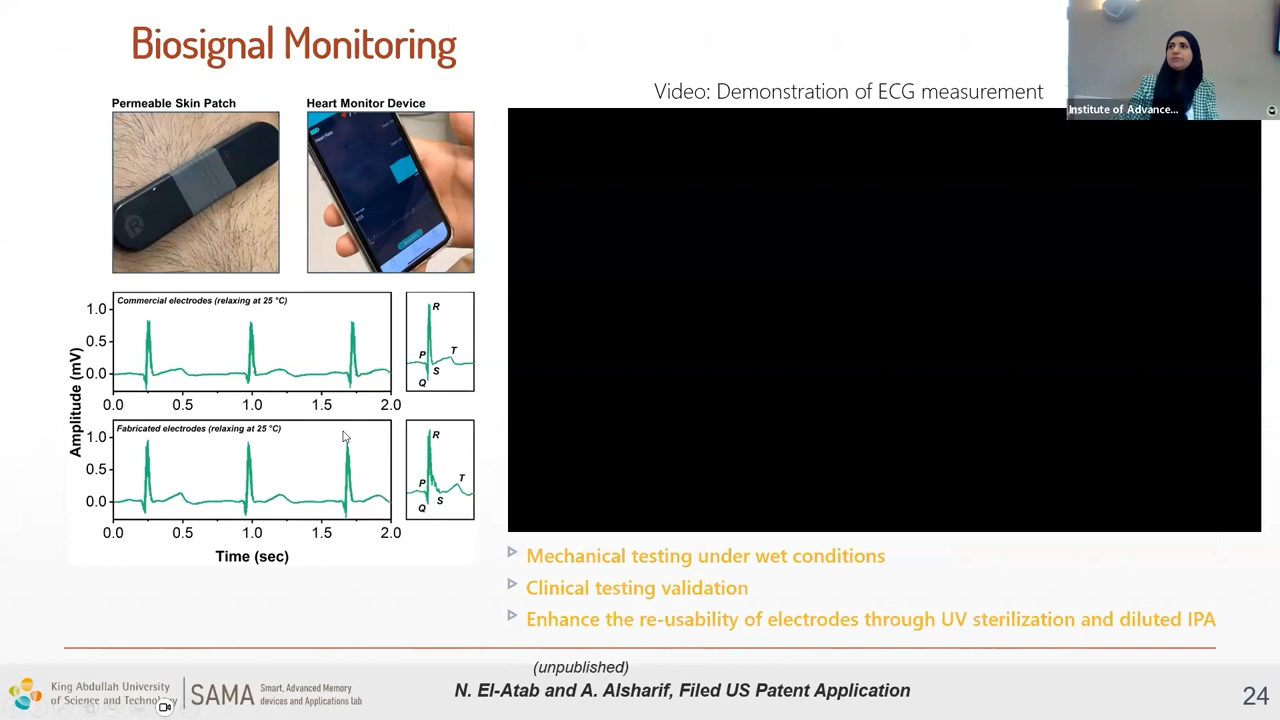 Biosignal Monitoring
Permeable Skin Patch
Heart Monitor Device
Video: Demonstration of ECG measurement
Institute of Advance...
Commercial electrodes (relaxing at 25 °C)
1.0
0.5
0.0
0.0 0.5 1.0 1.5 2.0
R
P
T
S
Q
Amplitude (mV)
Fabricated electrodes (relaxing at 25 °C)
1.0
0.5
0.0
0.0 0.5 1.0 1.5 2.0
R
P
T
S
Q
Time (sec)
Mechanical testing under wet conditions
Clinical testing validation
Enhance the re-usability of electrodes through UV sterilization and diluted IPA
(unpublished)
N. El-Atab and A. Alsharif, Filed US Patent Application
King Abdullah University
of Science and Technology
SAMA
Smart, Advanced Memory
devices and Applications lab
24